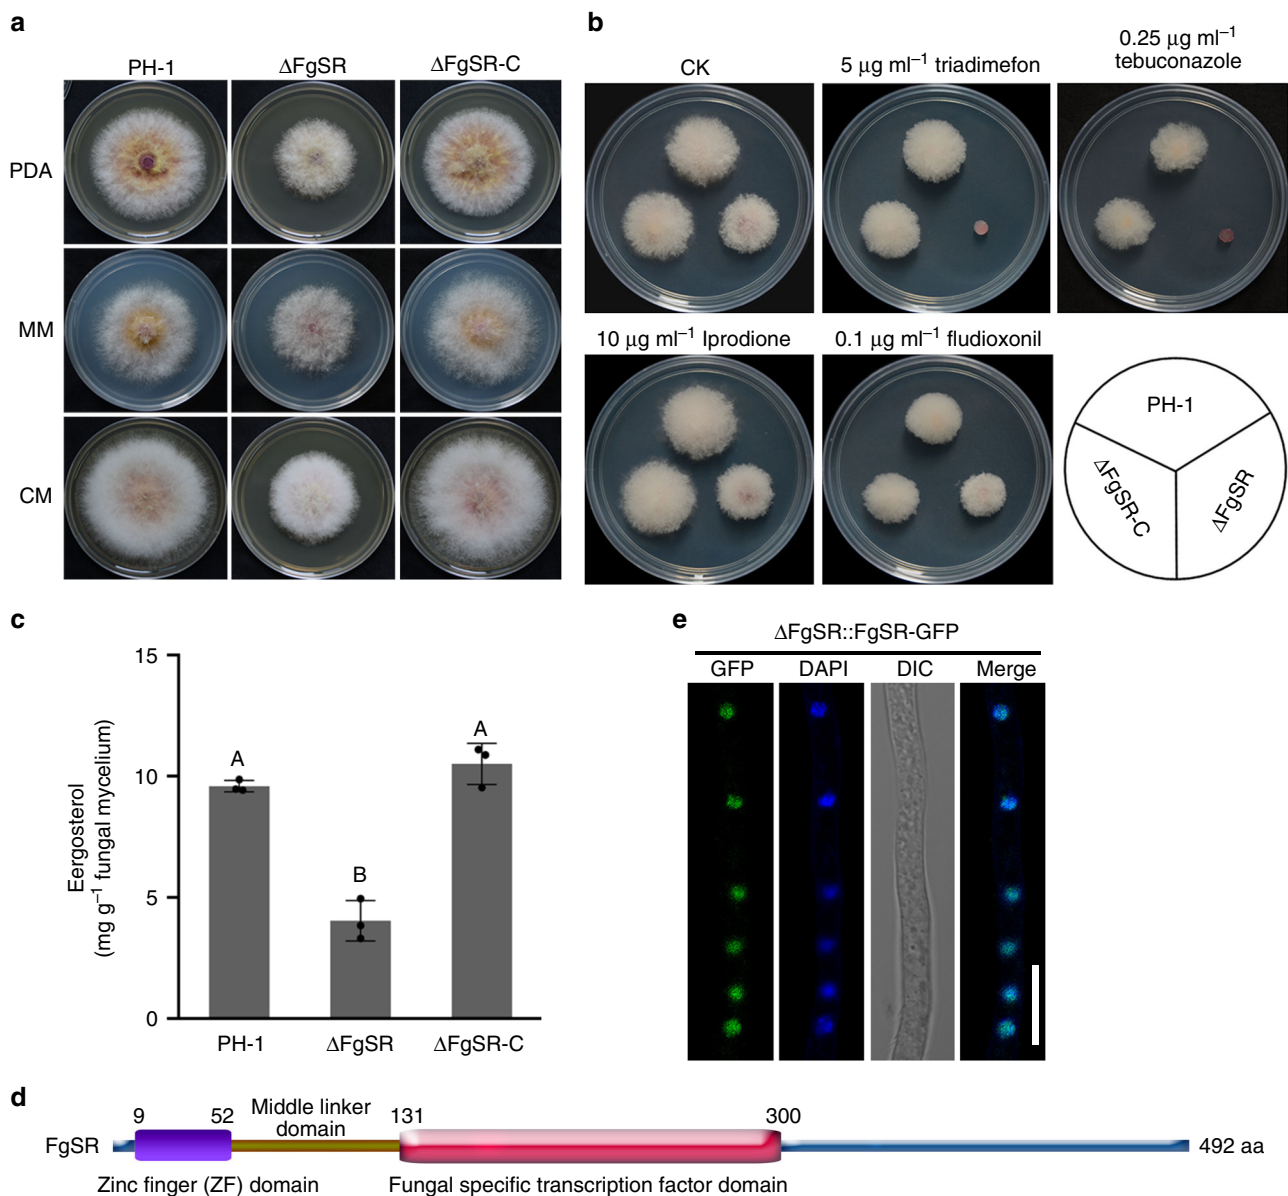 a
PH-1
ΔFgSR
ΔFgSR-C
PDA
MM
CM
b
CK
5 μg ml⁻¹ triadimefon
0.25 μg ml⁻¹
tebuconazole
10 μg ml⁻¹ Iprodione
0.1 μg ml⁻¹ fludioxonil
PH-1
ΔFgSR-C
ΔFgSR
c
Eergosterol
(mg g⁻¹ fungal mycelium)
15
10
5
0
A
B
A
PH-1
ΔFgSR
ΔFgSR-C
e
ΔFgSR::FgSR-GFP
GFP
DAPI
DIC
Merge
d
9
52
Middle linker
domain
131
300
FgSR
492 aa
Zinc finger (ZF) domain
Fungal specific transcription factor domain